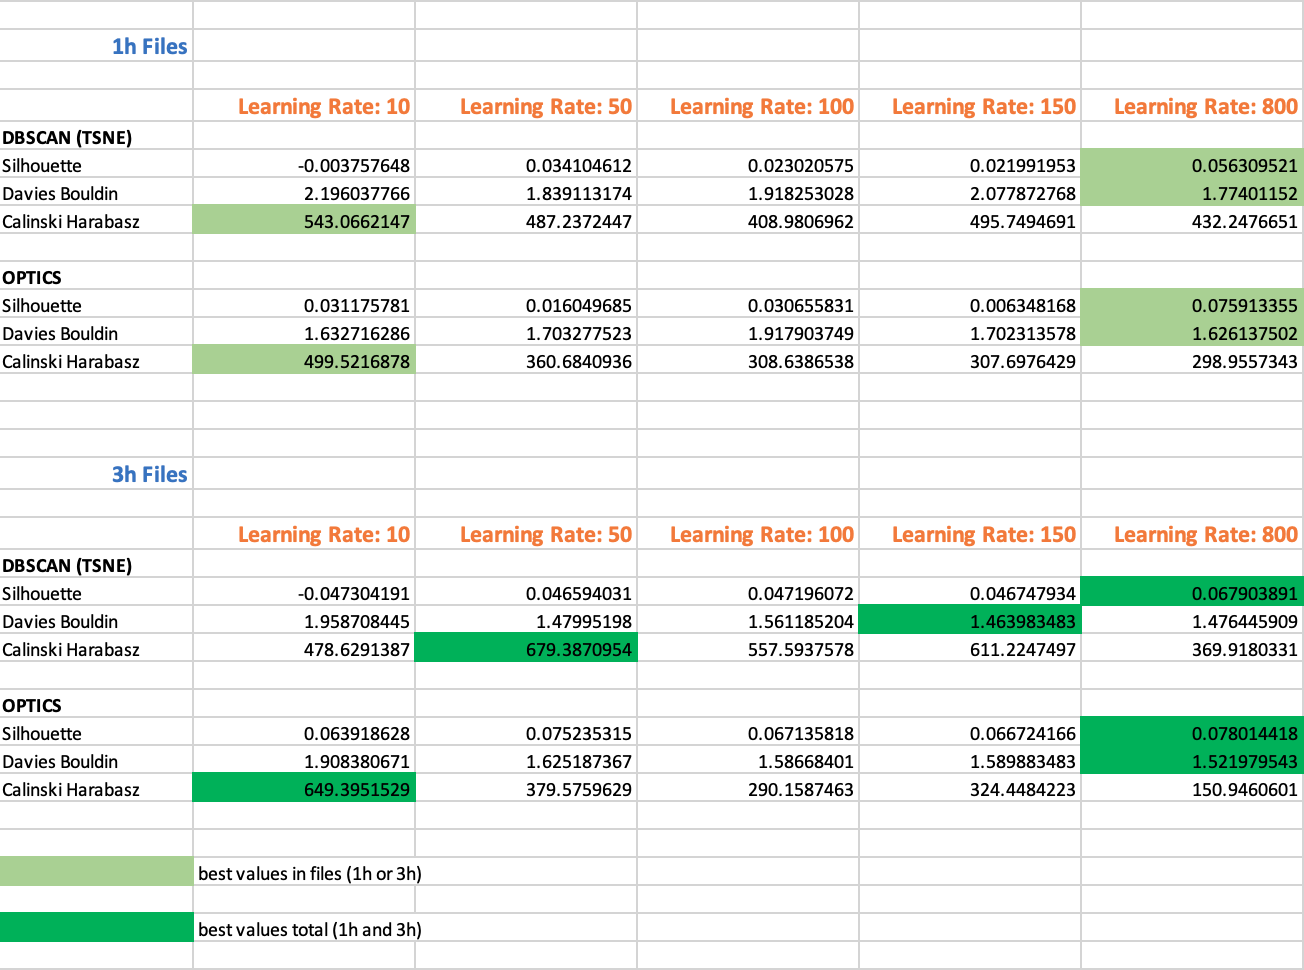 1h Files
Learning Rate: 10 Learning Rate: 50 Learning Rate: 100 Learning Rate: 150 Learning Rate: 800
DBSCAN (TSNE)
Silhouette -0.003757648 0.034104612 0.023020575 0.021991953 0.056309521
Davies Bouldin 2.196037766 1.839113174 1.918253028 2.077872768 1.77401152
Calinski Harabasz 543.0662147 487.2372447 408.9806962 495.7494691 432.2476651
OPTICS
Silhouette 0.031175781 0.016049685 0.030655831 0.006348168 0.075913355
Davies Bouldin 1.632716286 1.703277523 1.917903749 1.702313578 1.626137502
Calinski Harabasz 499.5216878 360.6840936 308.6386538 307.6976429 298.9557343
3h Files
Learning Rate: 10 Learning Rate: 50 Learning Rate: 100 Learning Rate: 150 Learning Rate: 800
DBSCAN (TSNE)
Silhouette -0.047304191 0.046594031 0.047196072 0.046747934 0.067903891
Davies Bouldin 1.958708445 1.47995198 1.561185204 1.463983483 1.476445909
Calinski Harabasz 478.6291387 679.3870954 557.5937578 611.2247497 369.9180331
OPTICS
Silhouette 0.063918628 0.075235315 0.067135818 0.066724166 0.078014418
Davies Bouldin 1.908380671 1.625187367 1.58668401 1.589883483 1.521979543
Calinski Harabasz 649.3951529 379.5759629 290.1587463 324.4484223 150.9460601
best values in files (1h or 3h)
best values total (1h and 3h)